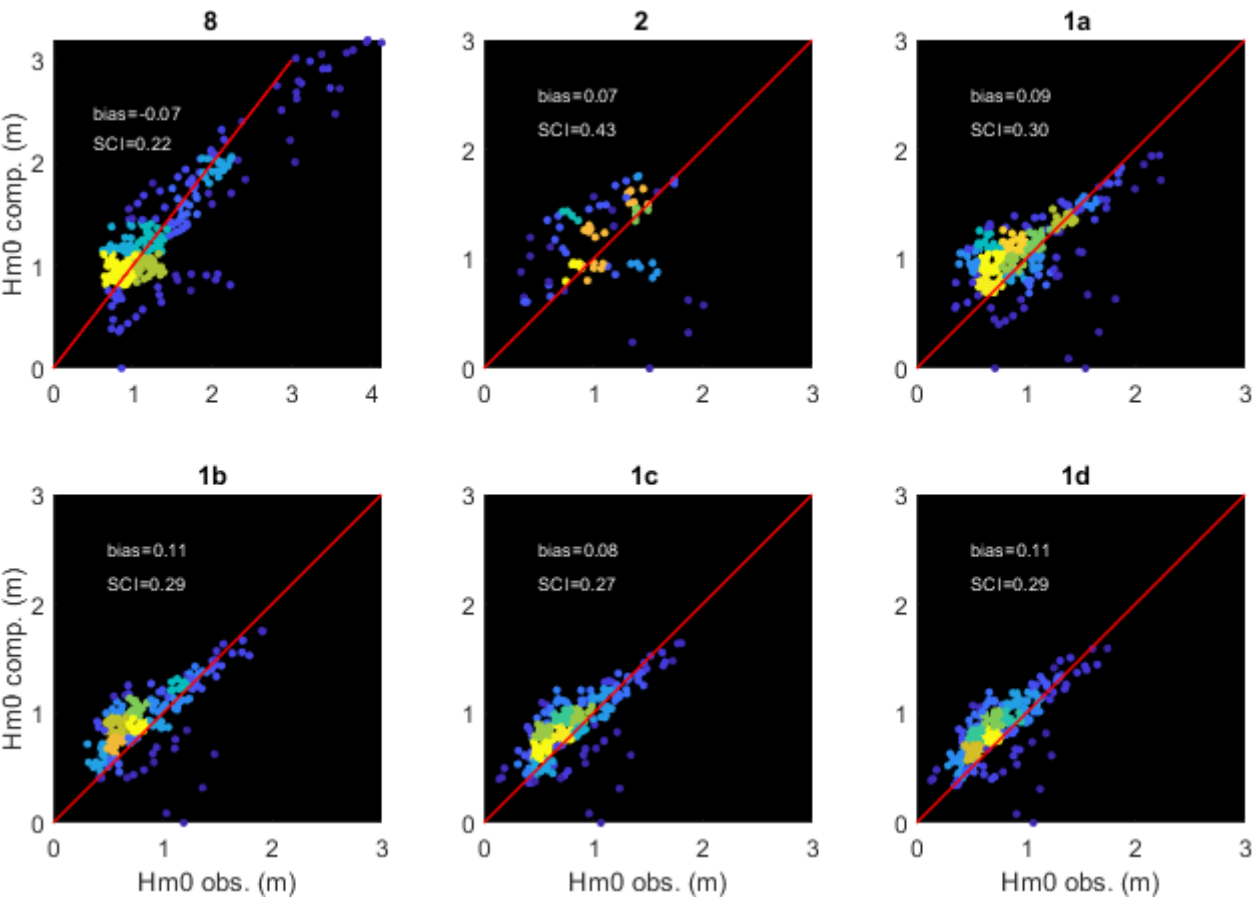 8
2
1a
Hm0 comp. (m)
3
2
1
0
0
1
2
3
4
bias=-0.07
SCI=0.22
3
2
1
0
0
1
2
3
bias=0.07
SCI=0.43
3
2
1
0
0
1
2
3
bias=0.09
SCI=0.30
1b
1c
1d
Hm0 comp. (m)
3
2
1
0
0
1
2
3
bias=0.11
SCI=0.29
Hm0 obs. (m)
3
2
1
0
0
1
2
3
bias=0.08
SCI=0.27
Hm0 obs. (m)
3
2
1
0
0
1
2
3
bias=0.11
SCI=0.29
Hm0 obs. (m)